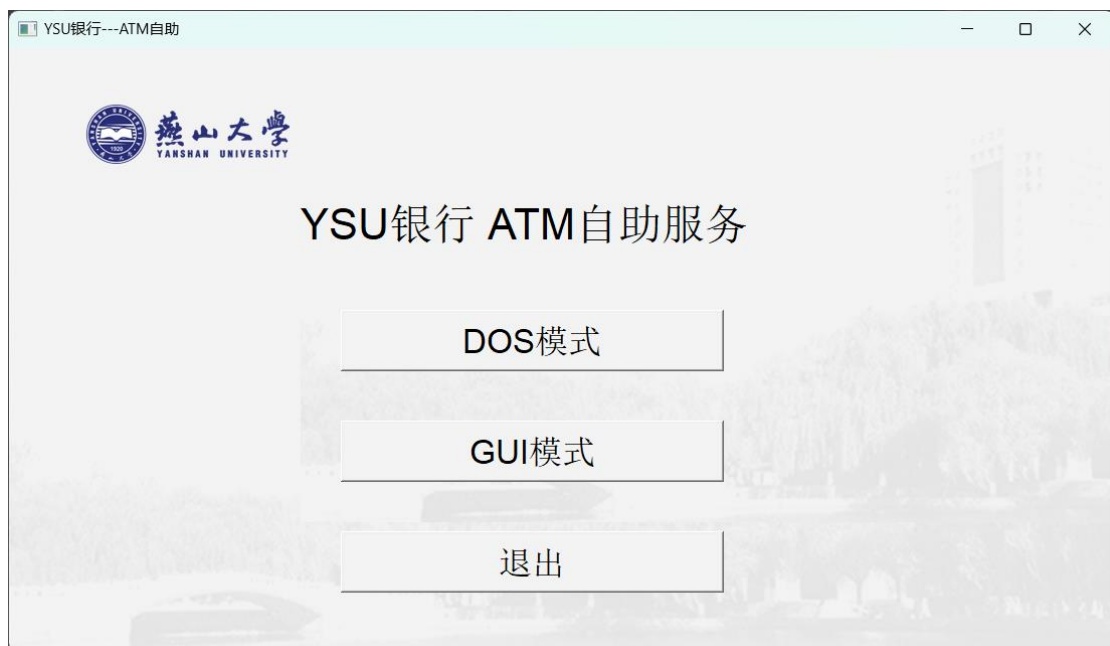 YSU银行---ATM自助
燕山大學
YANSHAN UNIVERSITY
YSU银行 ATM自助服务
DOS模式
GUI模式
退出